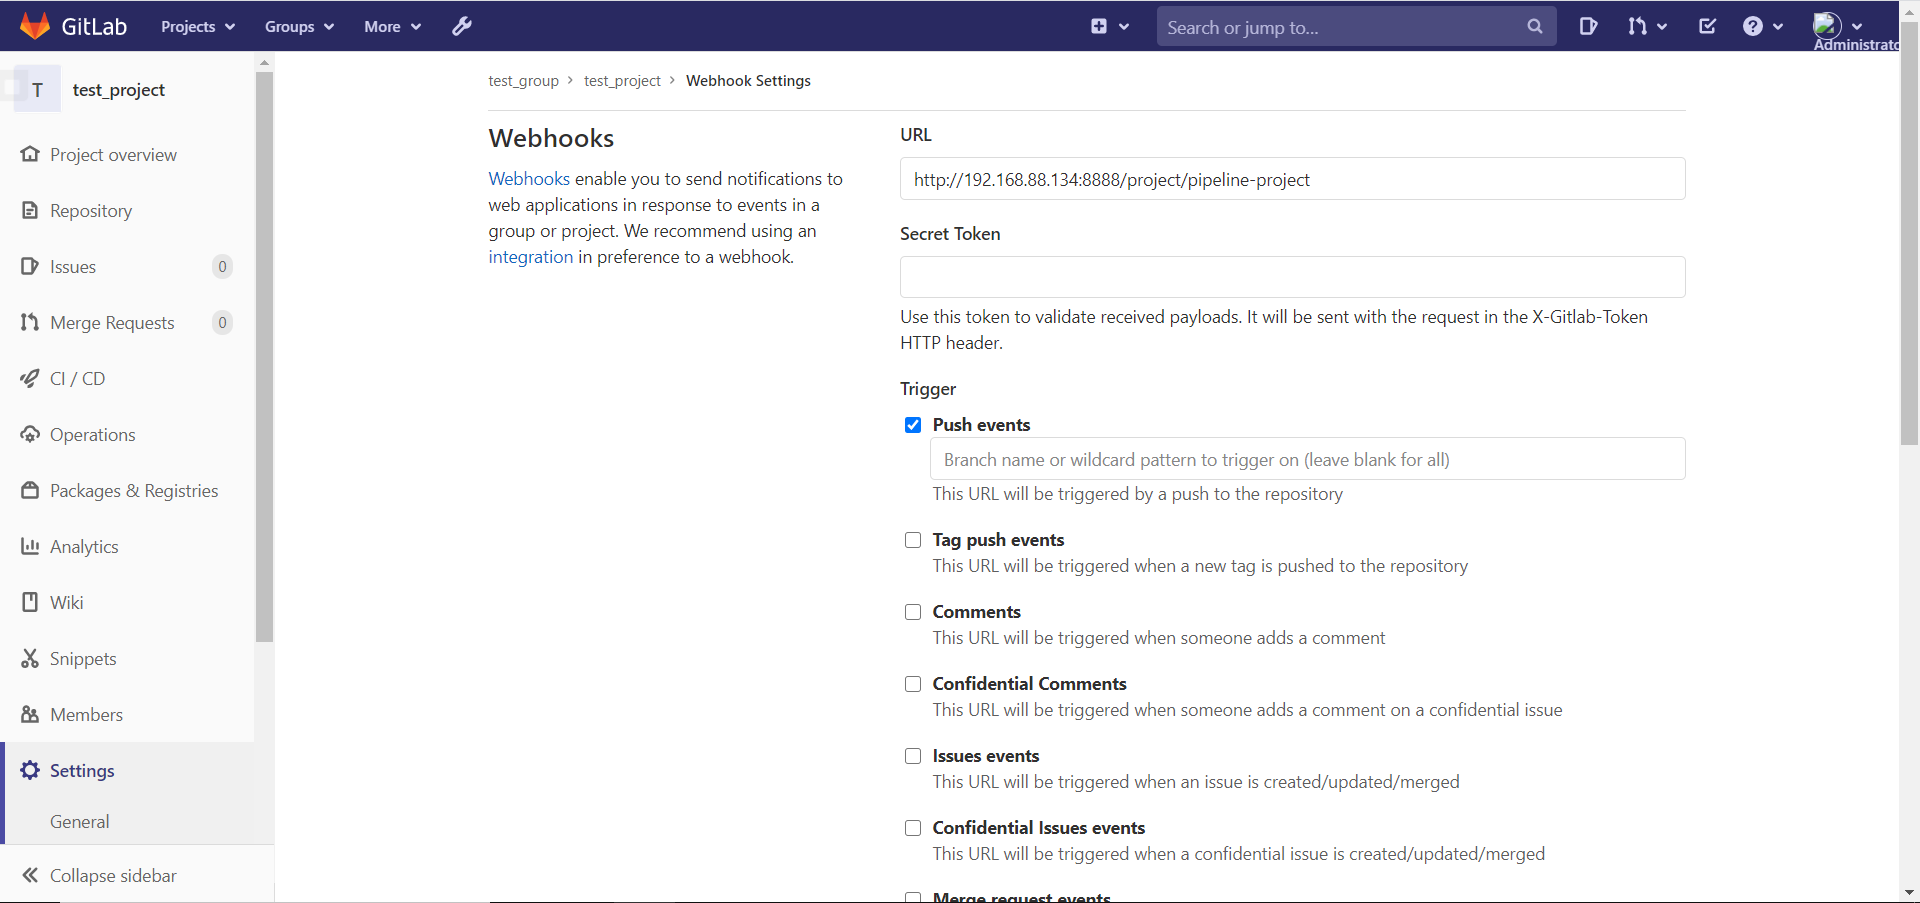 GitLab Projects Groups More Search or jump to... Administrato
T test_project
Project overview
Repository
Issues 0
Merge Requests 0
CI / CD
Operations
Packages & Registries
Analytics
Wiki
Snippets
Members
Settings
General
Collapse sidebar
test_group > test_project > Webhook Settings
Webhooks
Webhooks enable you to send notifications to
web applications in response to events in a
group or project. We recommend using an
integration in preference to a webhook.
URL
http://192.168.88.134:8888/project/pipeline-project
Secret Token
Use this token to validate received payloads. It will be sent with the request in the X-Gitlab-Token
HTTP header.
Trigger
Push events
Branch name or wildcard pattern to trigger on (leave blank for all)
This URL will be triggered by a push to the repository
Tag push events
This URL will be triggered when a new tag is pushed to the repository
Comments
This URL will be triggered when someone adds a comment
Confidential Comments
This URL will be triggered when someone adds a comment on a confidential issue
Issues events
This URL will be triggered when an issue is created/updated/merged
Confidential Issues events
This URL will be triggered when a confidential issue is created/updated/merged
Merge request events